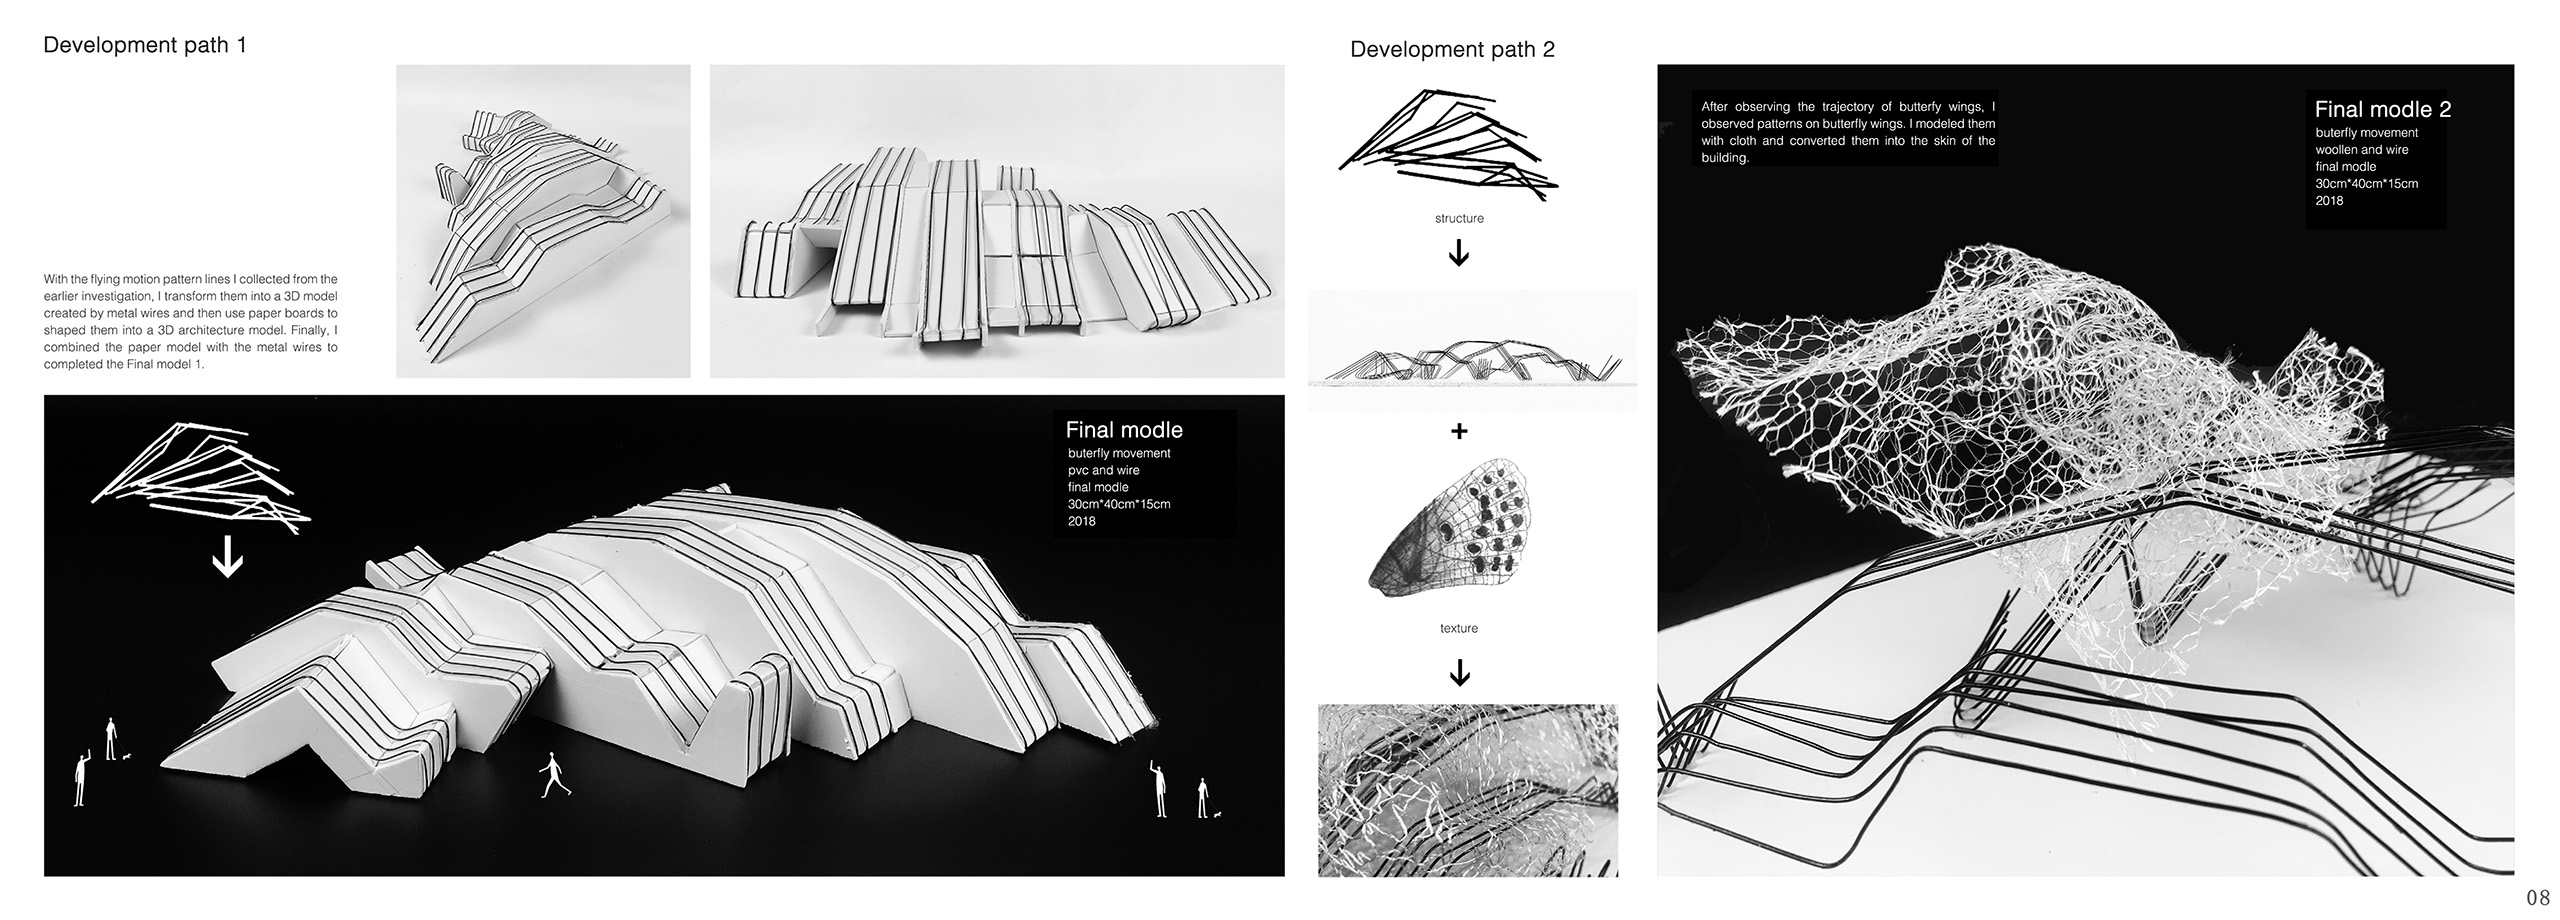 Development path 1
With the flying motion pattern lines I collected from the
earlier investigation, I transform them into a 3D model
created by metal wires and then use paper boards to
shaped them into a 3D architecture model. Finally, I
combined the paper model with the metal wires to
completed the Final model 1.
Final modle
buterfly movement
pvc and wire
final modle
30cm*40cm*15cm
2018
Development path 2
structure
+
texture
After observing the trajectory of butterfy wings, I
observed patterns on butterfly wings. I modeled them
with cloth and converted them into the skin of the
building.
Final modle 2
buterfly movement
woollen and wire
final modle
30cm*40cm*15cm
2018
08